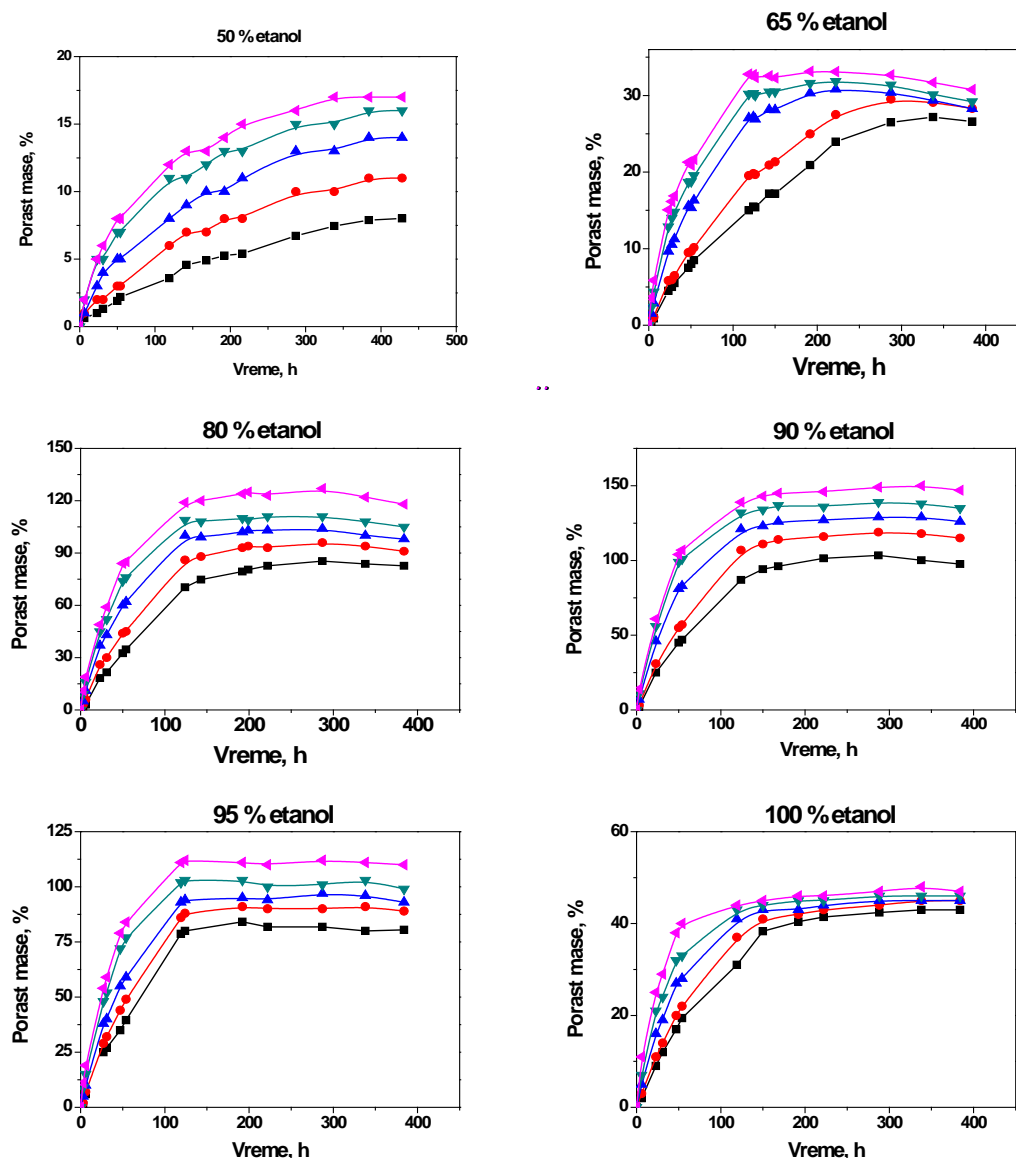 50 % etanol
Porast mase, %
20
15
10
5
0
0 100 200 300 400 500
Vreme, h
65 % etanol
Porast mase, %
30
20
10
0
0 100 200 300 400
Vreme, h
80 % etanol
Porast mase, %
150
120
90
60
30
0
0 100 200 300 400
Vreme, h
90 % etanol
Porast mase, %
150
100
50
0
0 100 200 300 400
Vreme, h
95 % etanol
Porast mase, %
125
100
75
50
25
0
0 100 200 300 400
Vreme, h
100 % etanol
Porast mase, %
60
40
20
0
0 100 200 300 400
Vreme, h